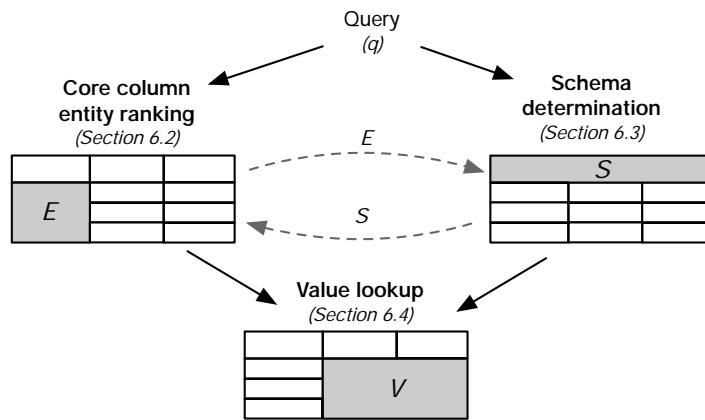 Query
(q)
Core column
entity ranking
(Section 6.2)
Schema
determination
(Section 6.3)
E
S
E
S
Value lookup
(Section 6.4)
V